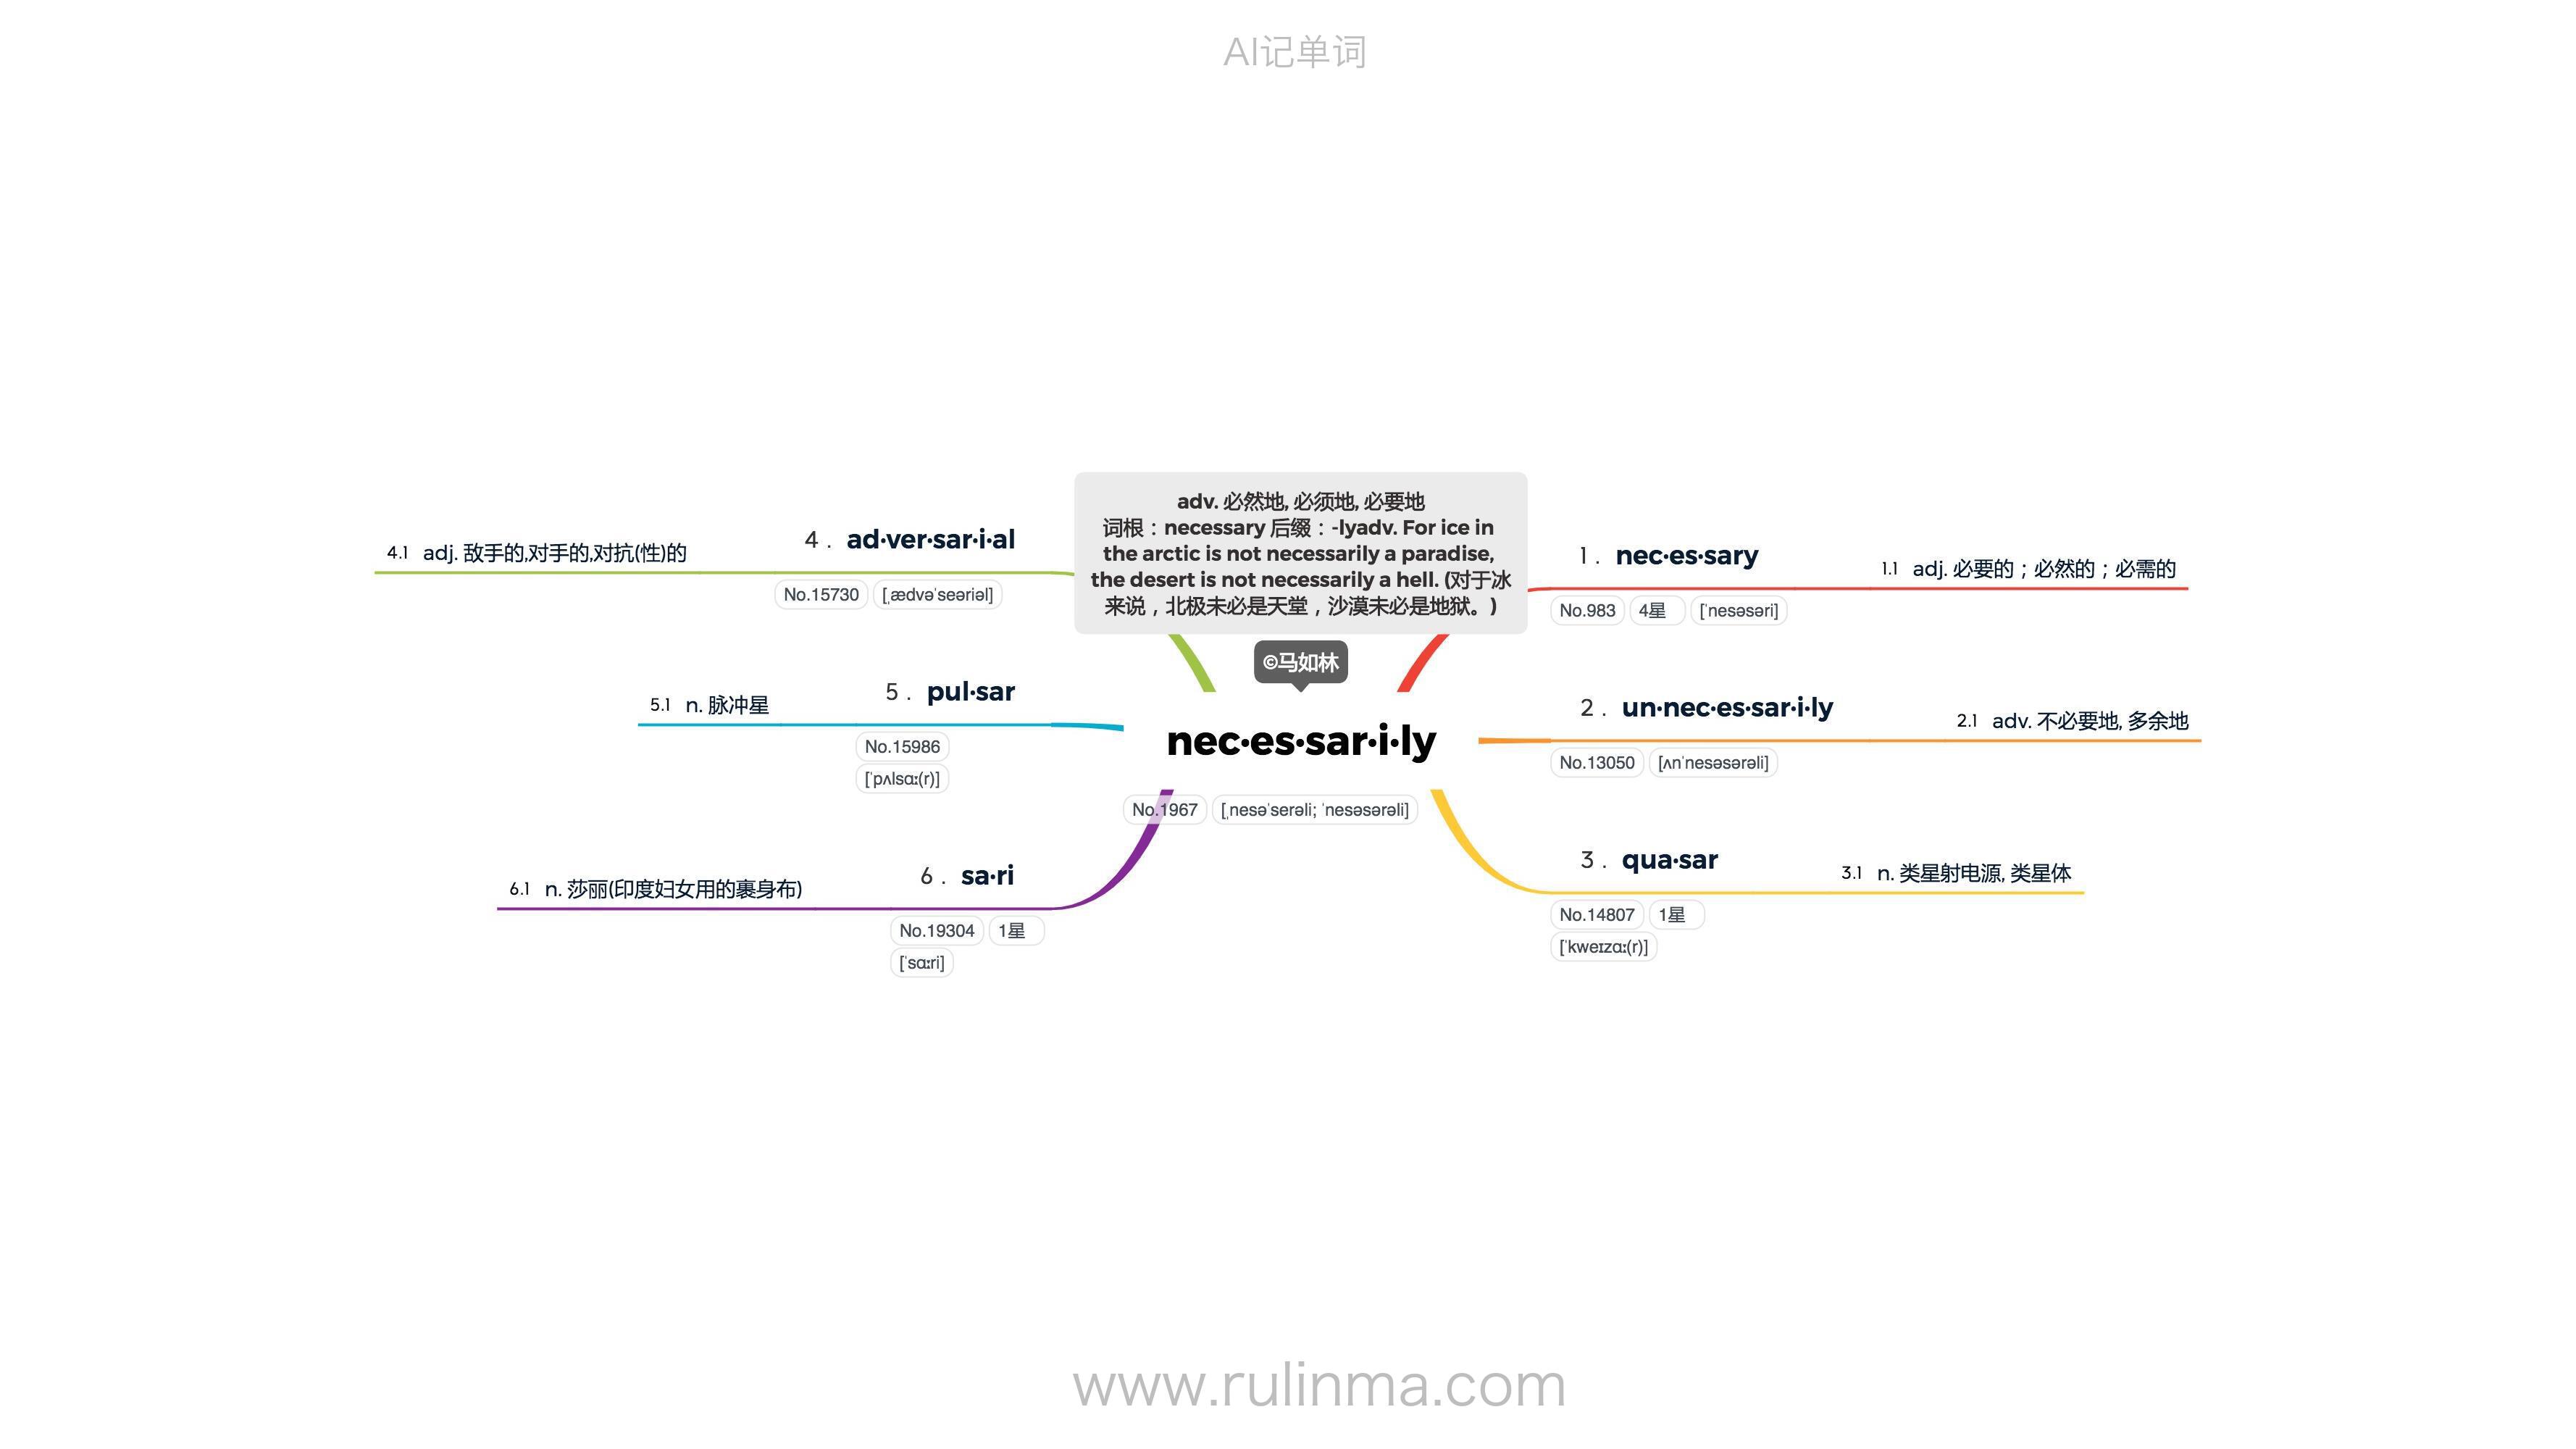 AI记单词
adv. 必然地, 必须地, 必要地
词根：necessary 后缀：-lyadv. For ice in
the arctic is not necessarily a paradise,
the desert is not necessarily a hell. (对于冰
来说，北极未必是天堂，沙漠未必是地狱。)
©马如林
nec·es·sar·i·ly
No.1967 [ˌnesəˈserəli; ˈnesəsərəli]
1 . nec·es·sary
No.983 4星 [ˈnesəsəri]
1.1 adj. 必要的；必然的；必需的
2 . un·nec·es·sar·i·ly
No.13050 [ʌnˈnesəsərəli]
2.1 adv. 不必要地, 多余地
3 . qua·sar
No.14807 1星
[ˈkweɪzɑː(r)]
3.1 n. 类星射电源, 类星体
4 . ad·ver·sar·i·al
No.15730 [ˌædvəˈseəriəl]
4.1 adj. 敌手的,对手的,对抗(性)的
5 . pul·sar
No.15986
[ˈpʌlsɑː(r)]
5.1 n. 脉冲星
6 . sa·ri
No.19304 1星
[ˈsɑːri]
6.1 n. 莎丽(印度妇女用的裹身布)
www.rulinma.com